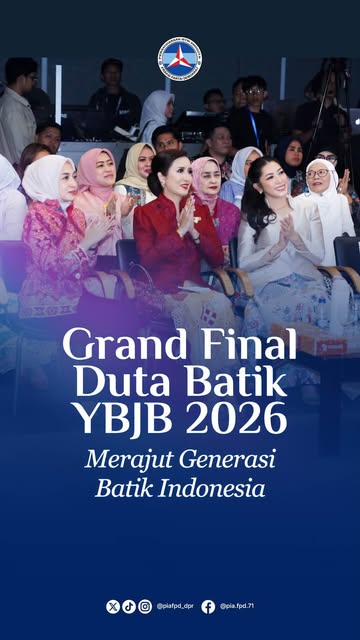 Grand Final
Duta Batik
YBJB 2026
Merajut Generasi
Batik Indonesia
@piafpd_dpr
@pia.fpd.71